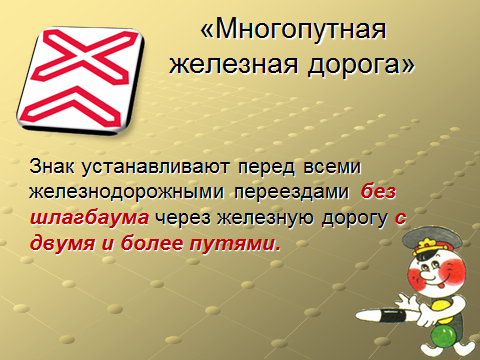 «Многопутная
железная дорога»
Знак устанавливают перед всеми
железнодорожными переездами без
шлагбаума через железную дорогу с
двумя и более путями.